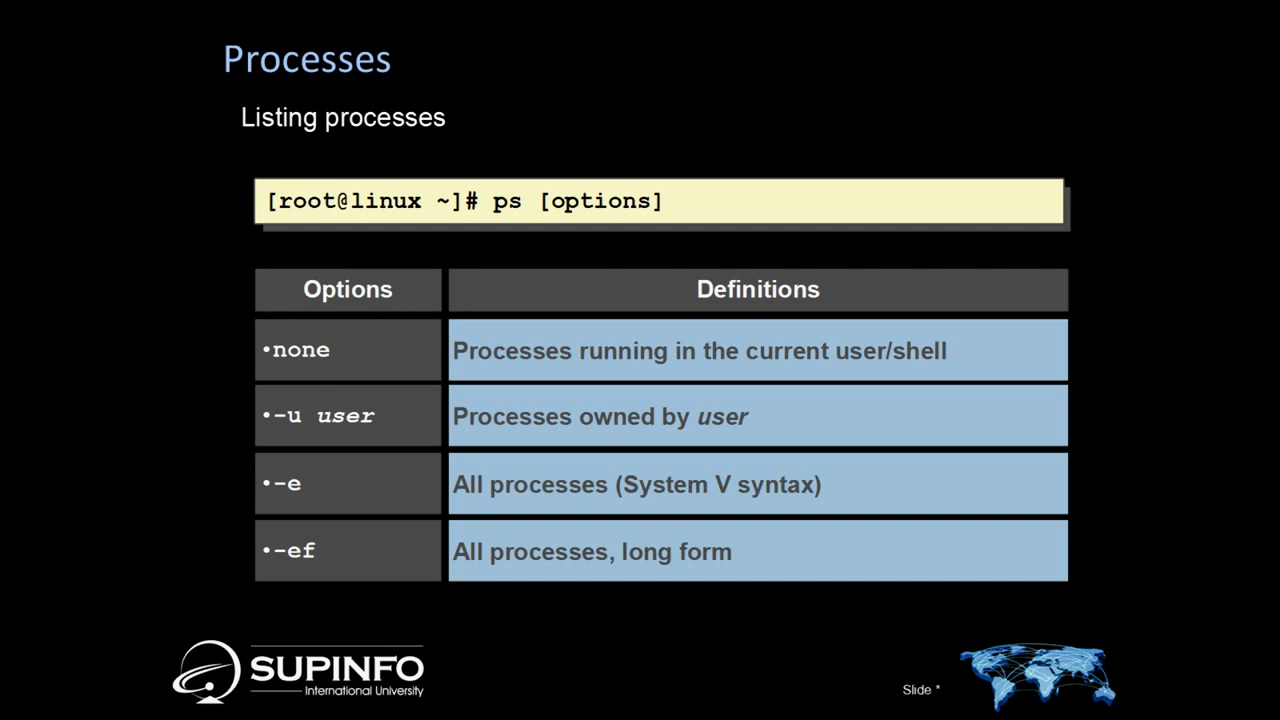 Processes
Listing processes
[root@linux ~]# ps [options]
Options Definitions
•none Processes running in the current user/shell
•-u user Processes owned by user
•-e All processes (System V syntax)
•-ef All processes, long form
SUPINFO
International University
Slide *